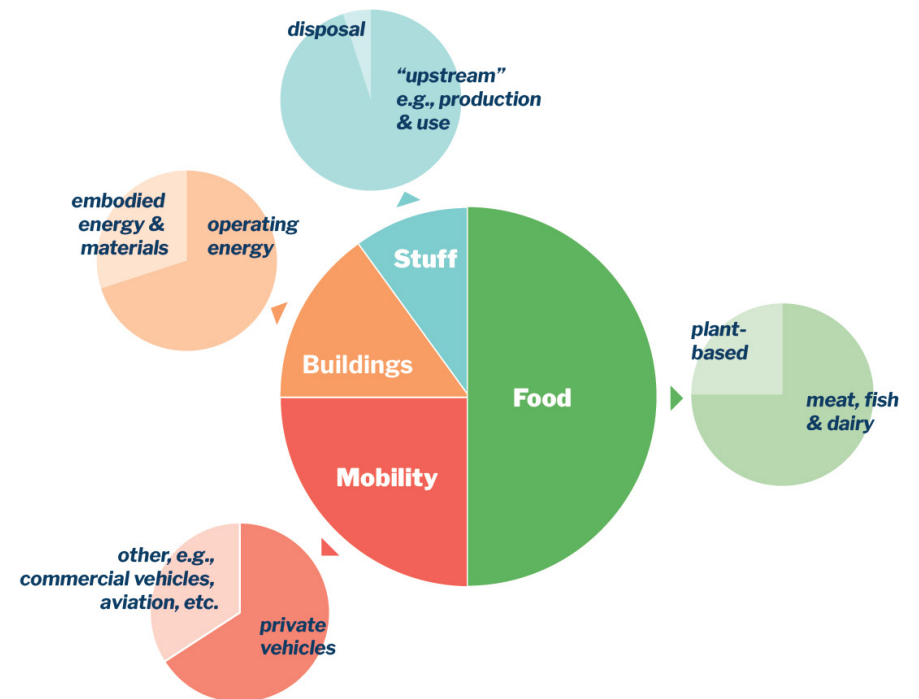 disposal
“upstream”
e.g., production
& use
embodied
energy &
materials
operating
energy
Stuff
Buildings
Food
Mobility
plant-
based
meat, fish
& dairy
other, e.g.,
commercial vehicles,
aviation, etc.
private
vehicles